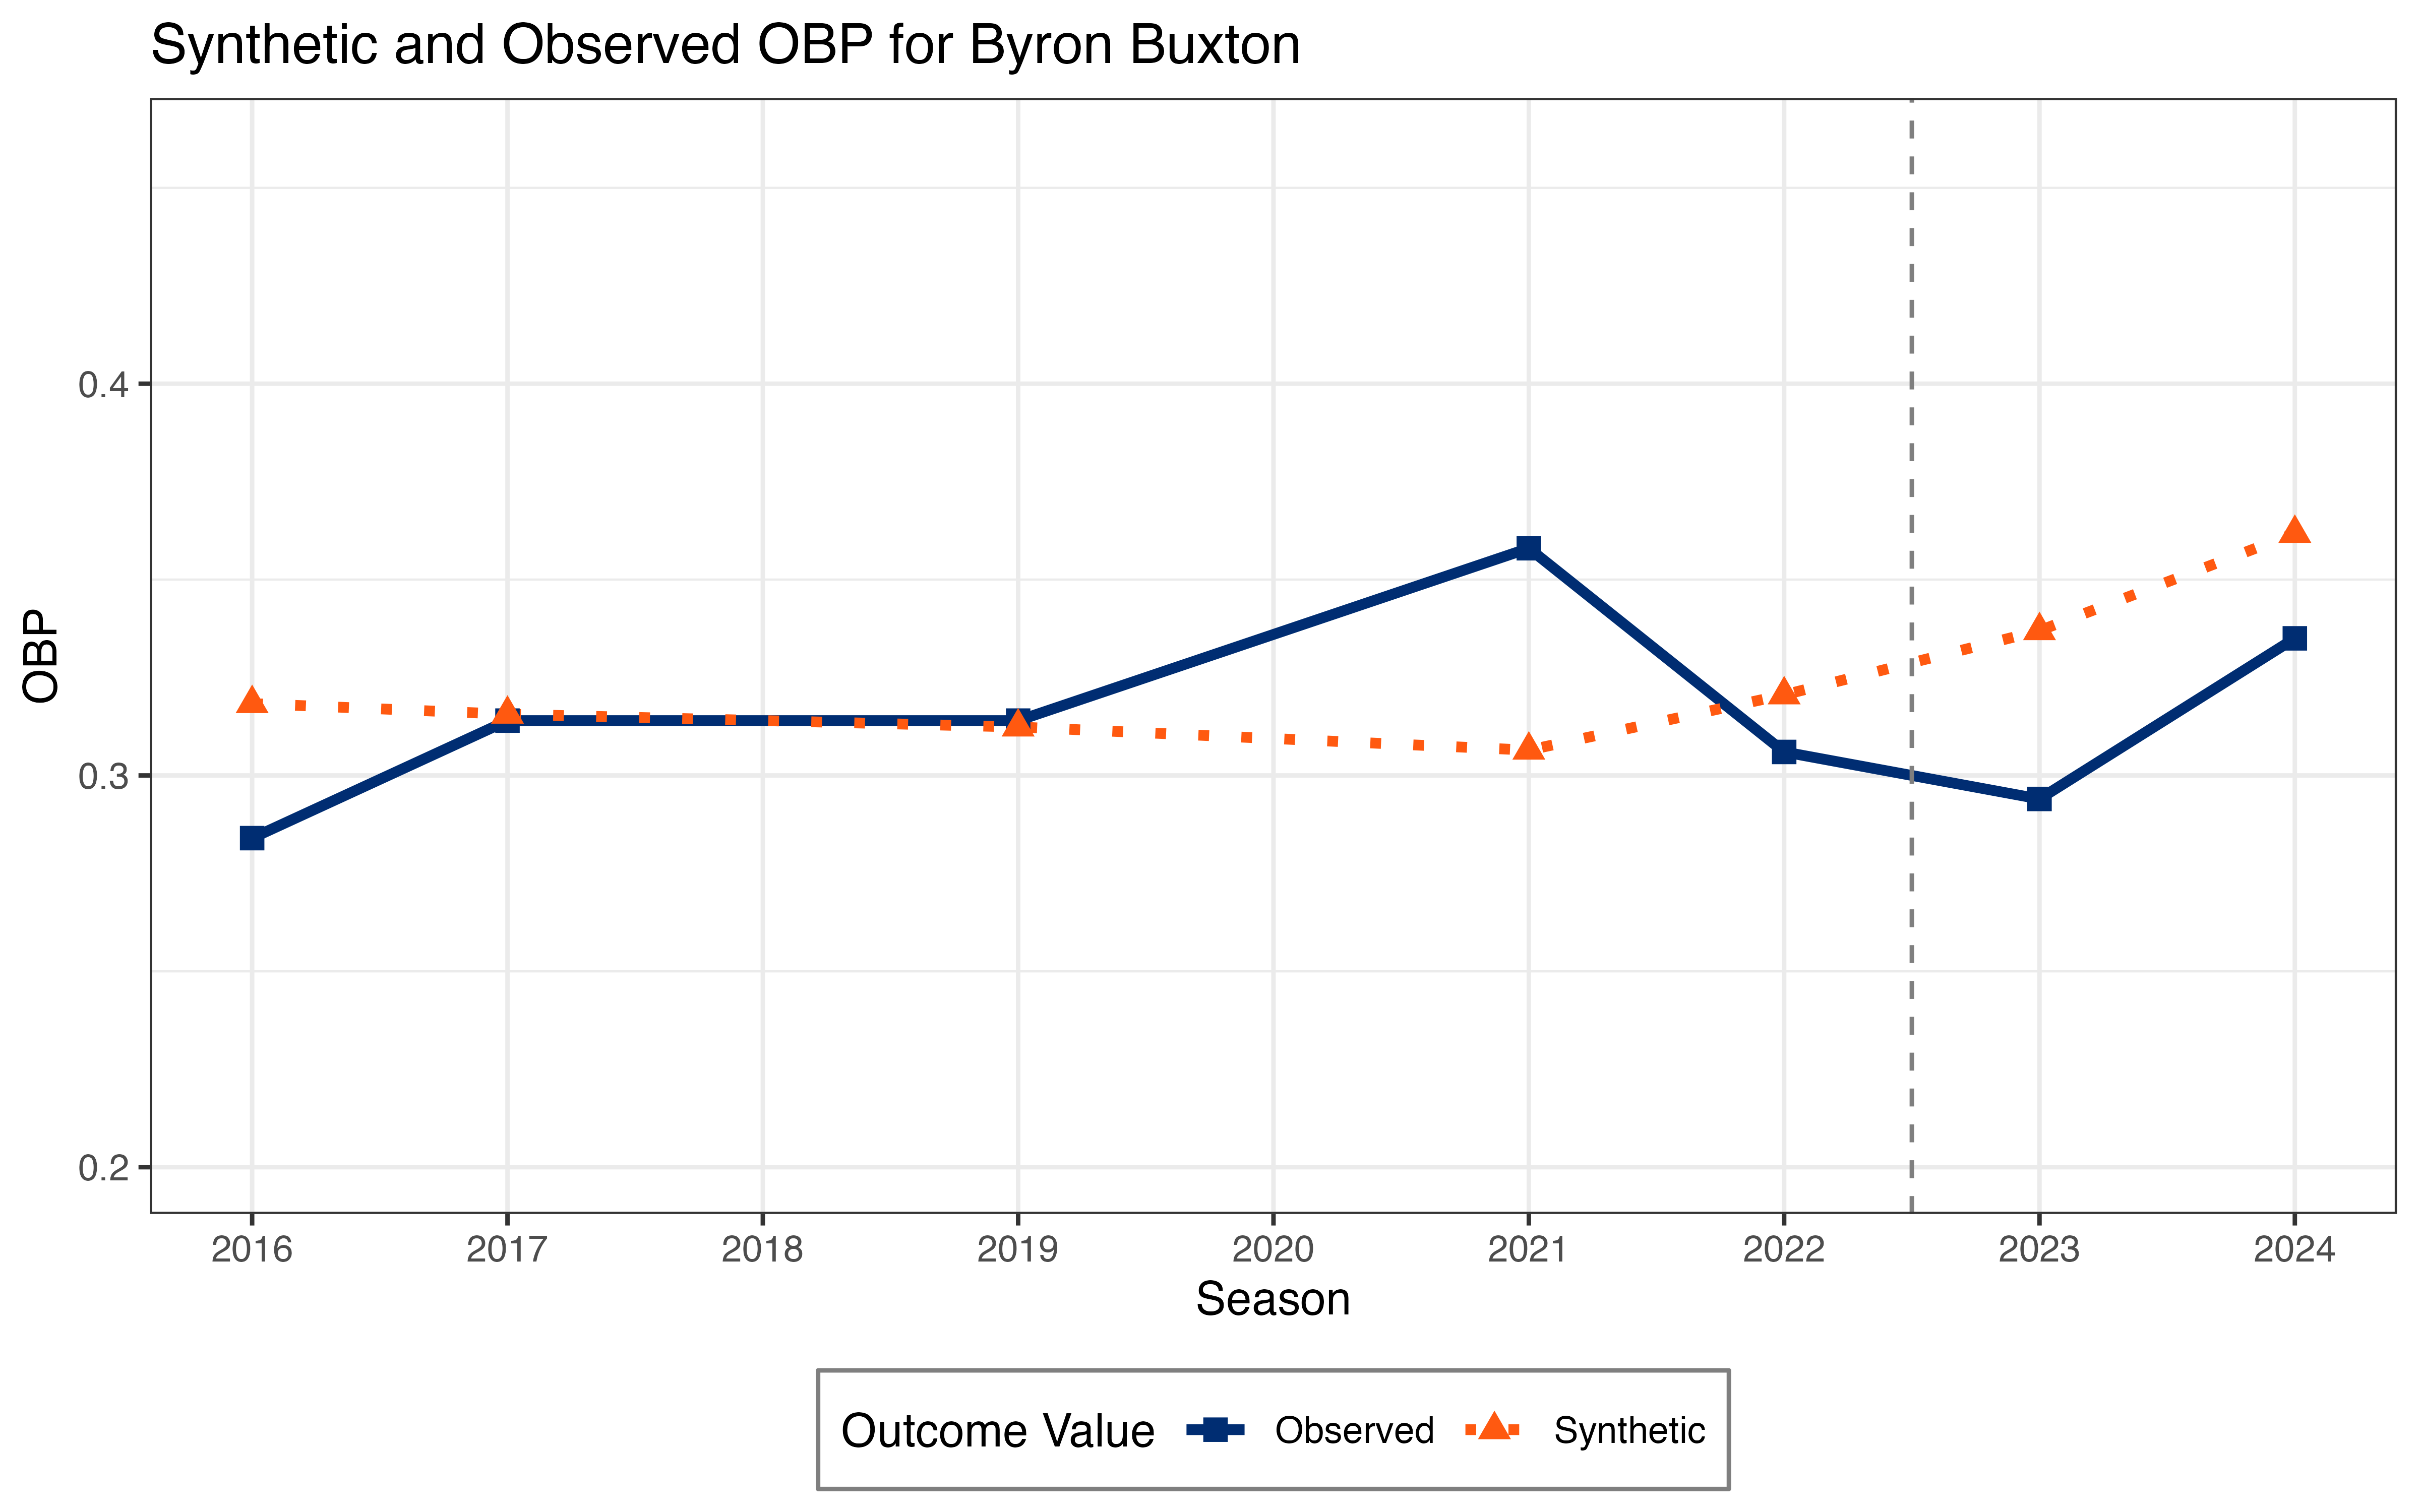 Synthetic and Observed OBP for Byron Buxton
OBP
0.4
0.3
0.2
2016 2017 2018 2019 2020 2021 2022 2023 2024
Season
Outcome Value Observed Synthetic